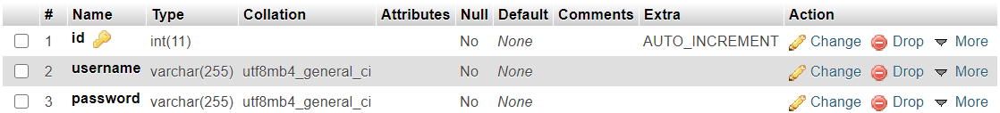 # Name Type Collation Attributes Null Default Comments Extra Action
1 id int(11) No None AUTO_INCREMENT Change Drop More
2 username varchar(255) utf8mb4_general_ci No None Change Drop More
3 password varchar(255) utf8mb4_general_ci No None Change Drop More